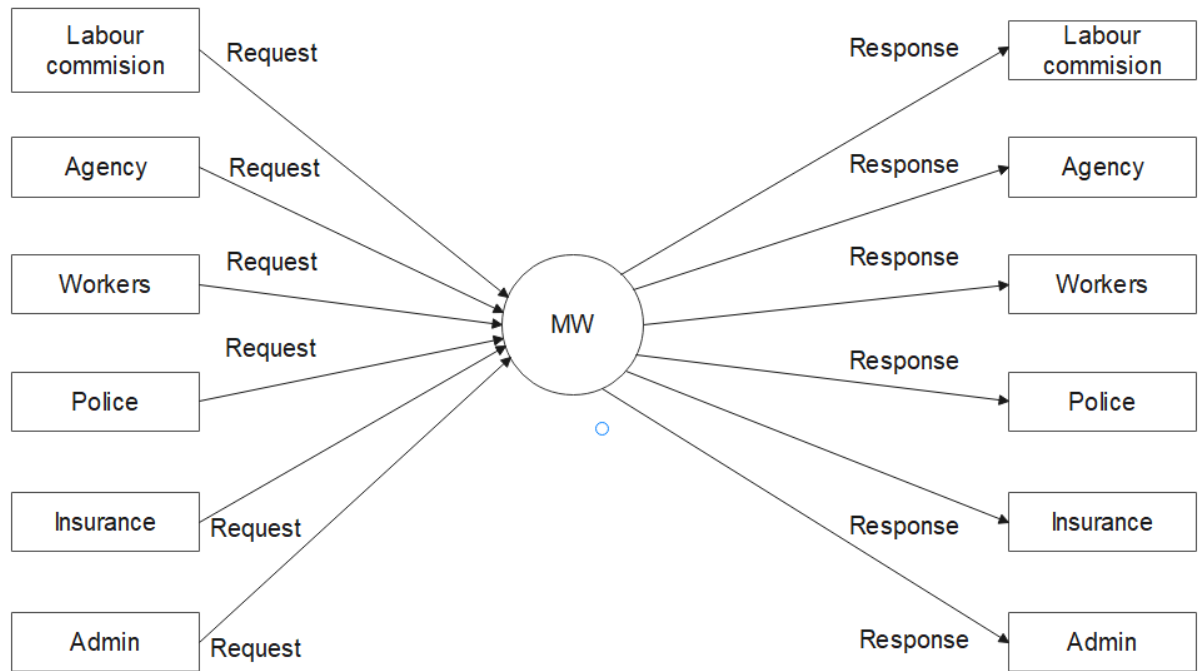 Labour
commision
Request
Response
Labour
commision
Agency
Request
Response
Agency
Workers
Request
Response
Workers
MW
Request
Response
Police
Police
Insurance
Request
Response
Insurance
Admin
Request
Response
Admin